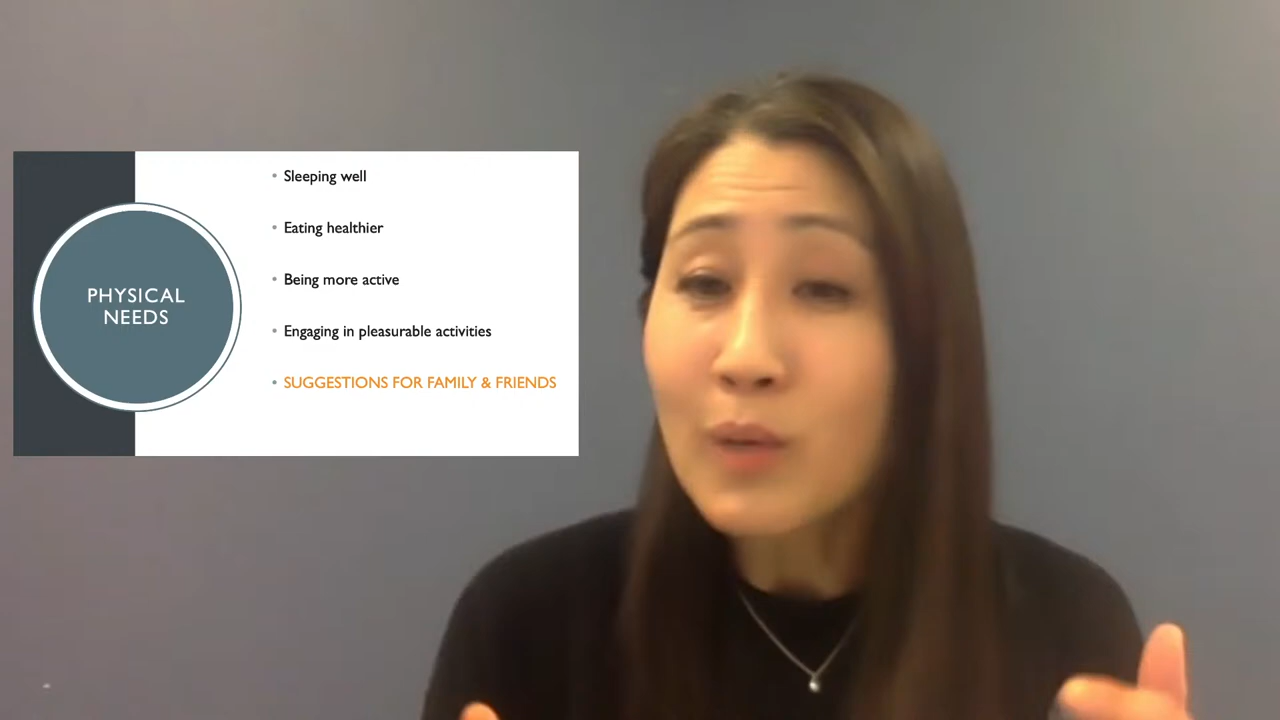 PHYSICAL
NEEDS
• Sleeping well
• Eating healthier
• Being more active
• Engaging in pleasurable activities
• SUGGESTIONS FOR FAMILY & FRIENDS